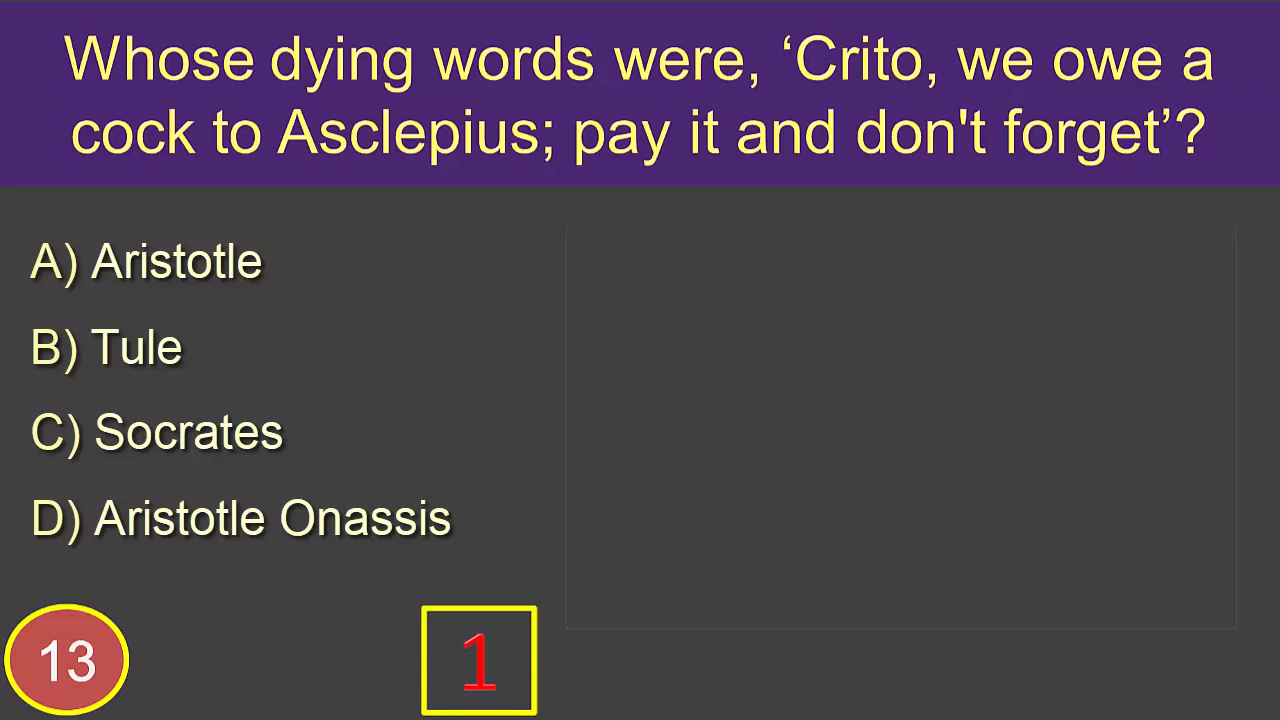 Whose dying words were, ‘Crito, we owe a
cock to Asclepius; pay it and don't forget’?
A) Aristotle
B) Tule
C) Socrates
D) Aristotle Onassis
13
1